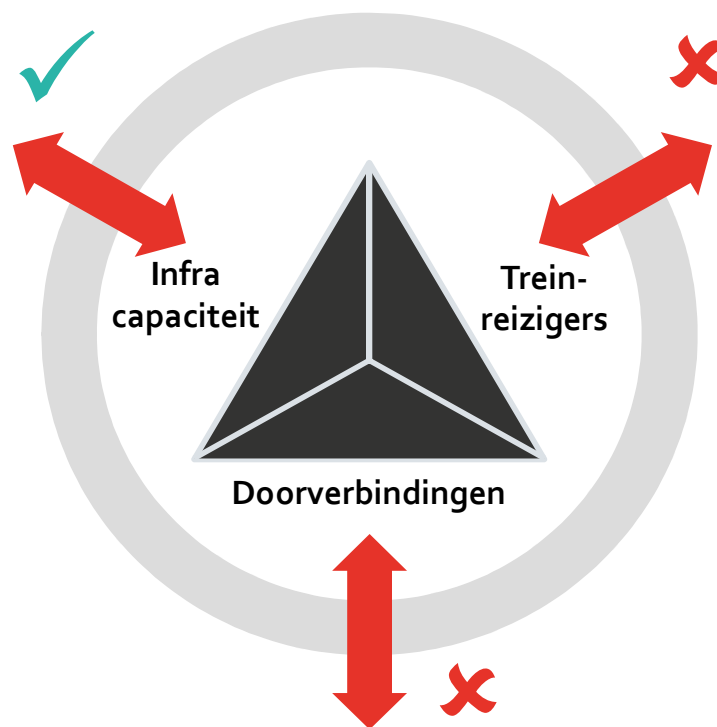 Infra
capaciteit
Trein-
reizigers
Doorverbindingen